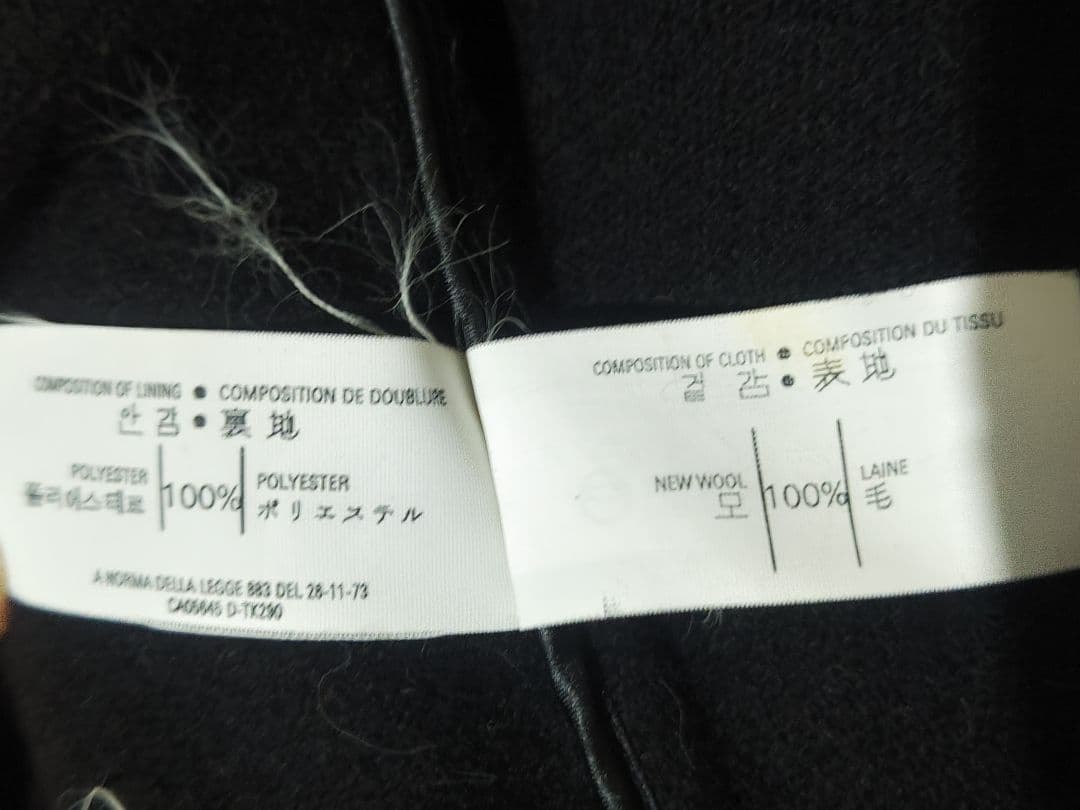 COMPOSITION OF LINING • COMPOSITION DE DOUBLURE
안 감 • 裏 地
POLYESTER 100% POLYESTER
폴리에스테르 ポリエステル
A NORMA DELLA LEGGE 883 DEL 28-11-73
CA05645 D-TK290
COMPOSITION OF CLOTH • COMPOSITION DU TISSU
겉 감 • 表 地
NEW WOOL 100% LAINE
모 毛